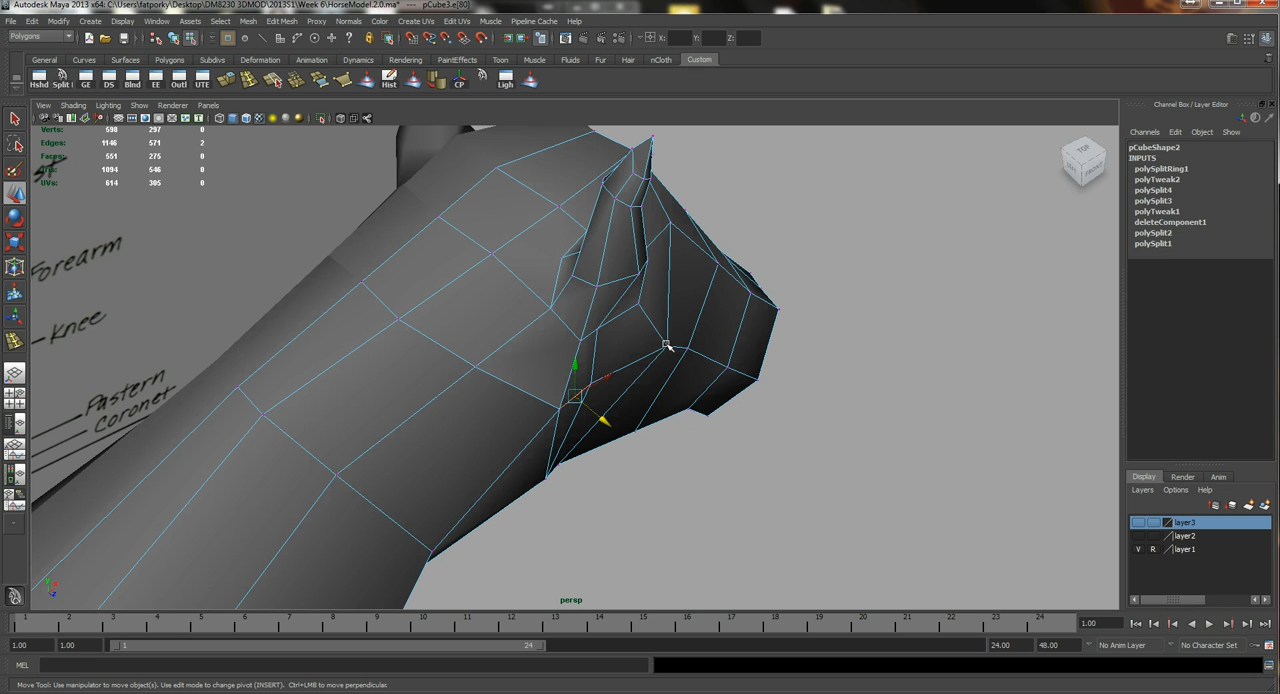 Autodesk Maya 2013 x64: C:\Users\fatporky\Desktop\DM8230 3DMOD\2013S1\Week 6\HorseModel.2.0.ma* --- pCube3.e[80]
File Edit Modify Create Display Window Assets Select Mesh Edit Mesh Proxy Normals Color Create UVs Edit UVs Muscle Pipeline Cache Help
Polygons X: Y: Z:
General Curves Surfaces Polygons Subdivs Deformation Animation Dynamics Rendering PaintEffects Toon Muscle Fluids Fur Hair nCloth Custom
Hshd Split GE DS Blnd EE Outl UTE Hist CP Ligh
View Shading Lighting Show Renderer Panels
Verts: 598 297 0
Edges: 1146 571 2
Faces: 551 275 0
Tris: 1094 546 0
UVs: 614 305 0
Forearm
Knee
Pastern
Coronet
TOP
FRONT
persp
Channel Box / Layer Editor
Channels Edit Object Show
pCubeShape2
INPUTS
polySplitRing1
polyTweak2
polySplit4
polySplit3
polyTweak1
deleteComponent1
polySplit2
polySplit1
Display Render Anim
Layers Options Help
layer3
layer2
V R layer1
1 2 3 4 5 6 7 8 9 10 11 12 13 14 15 16 17 18 19 20 21 22 23 24 1.00
1.00 1.00 1 24 24.00 48.00 No Anim Layer No Character Set
MEL
Move Tool: Use manipulator to move object(s). Use edit mode to change pivot (INSERT). Ctrl+LMB to move perpendicular.